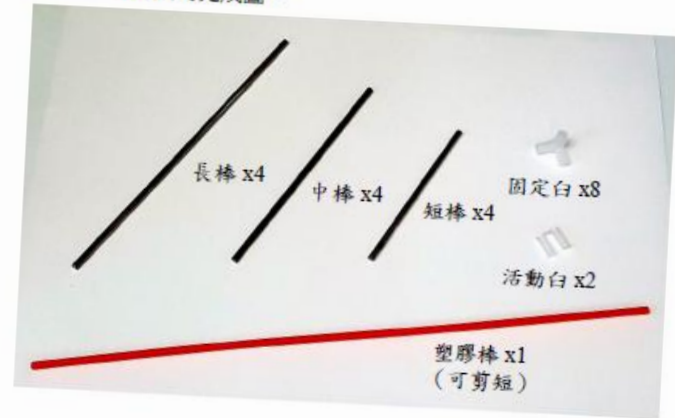 長棒 x4
中棒 x4
短棒 x4
固定臼 x8
活動臼 x2
塑膠棒 x1
（可剪短）